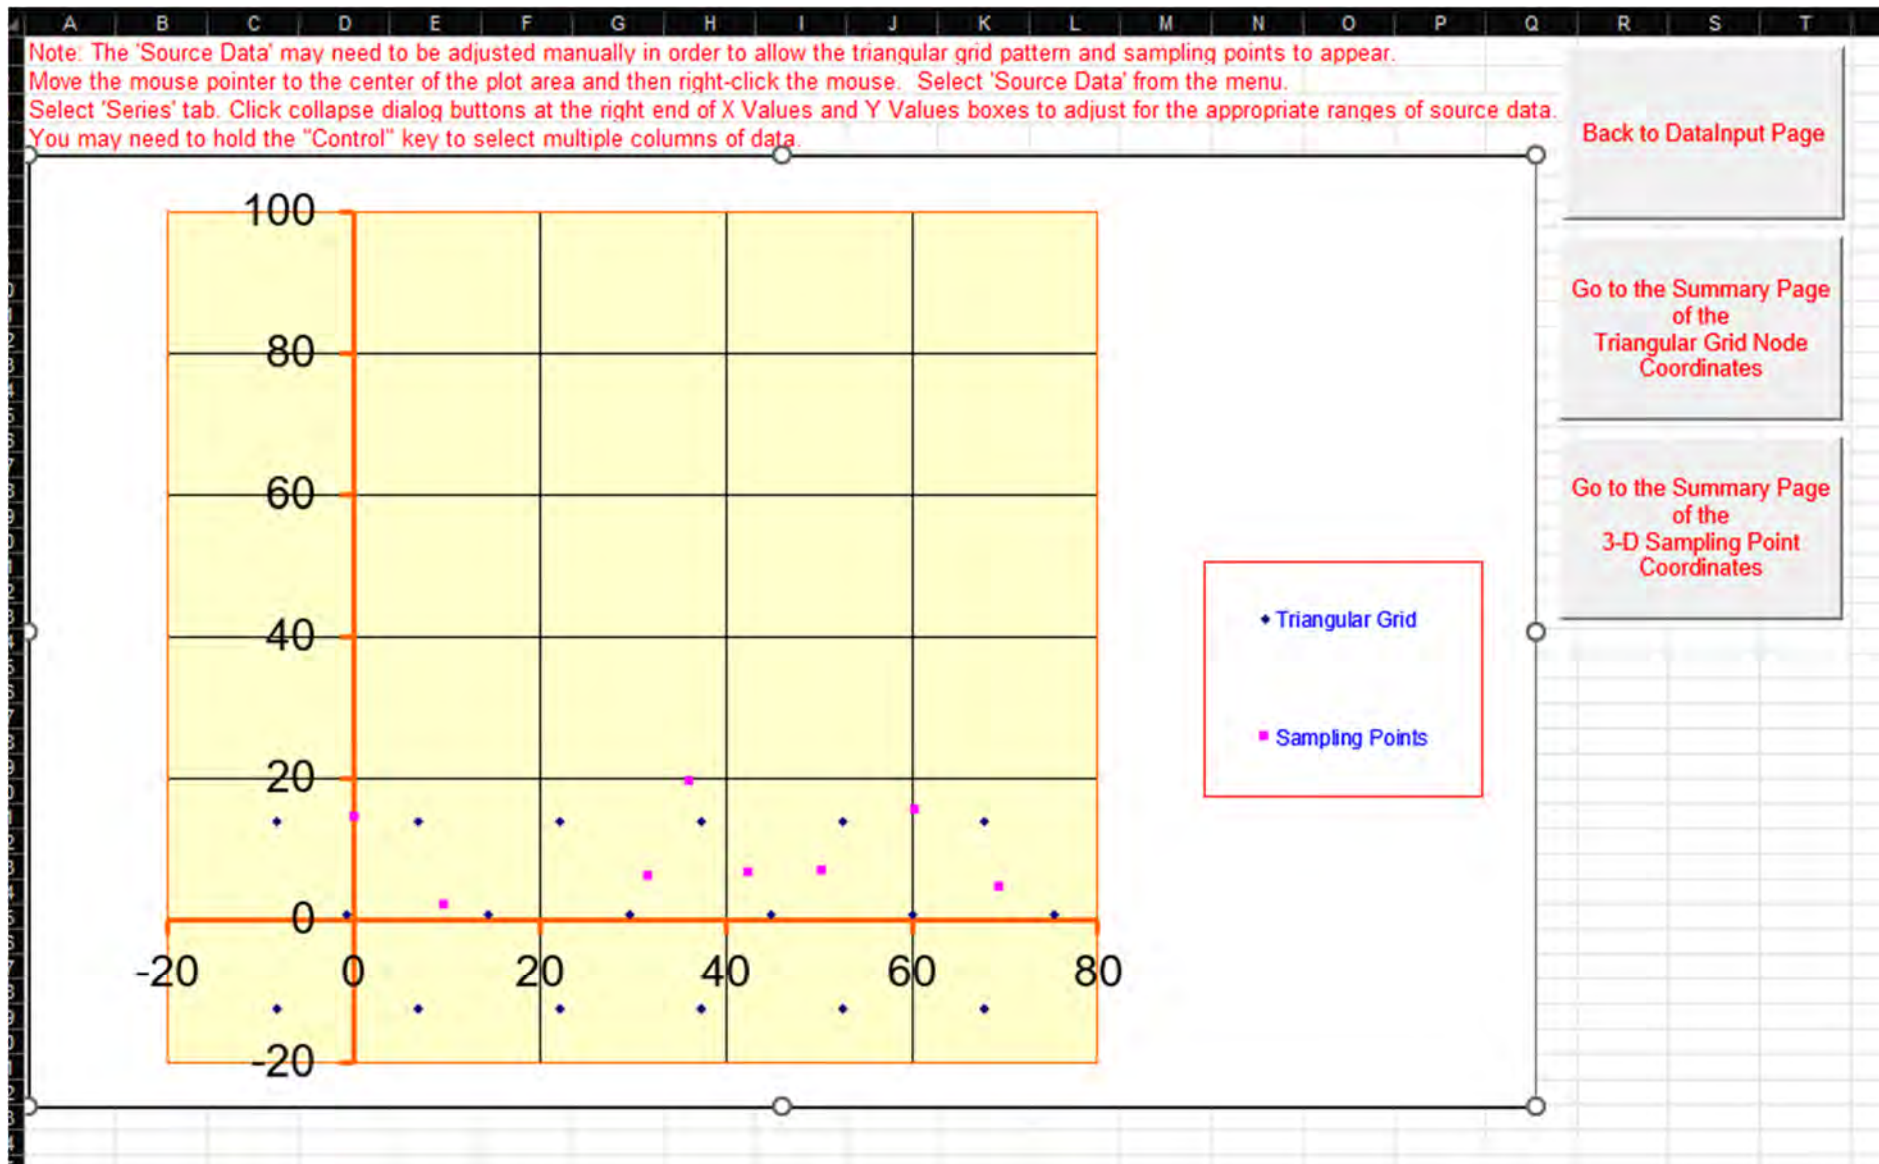 A B C D E F G H I J K L M N O P Q R S T
Note: The 'Source Data' may need to be adjusted manually in order to allow the triangular grid pattern and sampling points to appear.
Move the mouse pointer to the center of the plot area and then right-click the mouse.  Select 'Source Data' from the menu.
Select 'Series' tab. Click collapse dialog buttons at the right end of X Values and Y Values boxes to adjust for the appropriate ranges of source data.
You may need to hold the "Control" key to select multiple columns of data.
Back to DataInput Page
Go to the Summary Page
of the
Triangular Grid Node
Coordinates
Go to the Summary Page
of the
3-D Sampling Point
Coordinates
100
80
60
40
20
0
-20 0 20 40 60 80
-20
Triangular Grid
Sampling Points